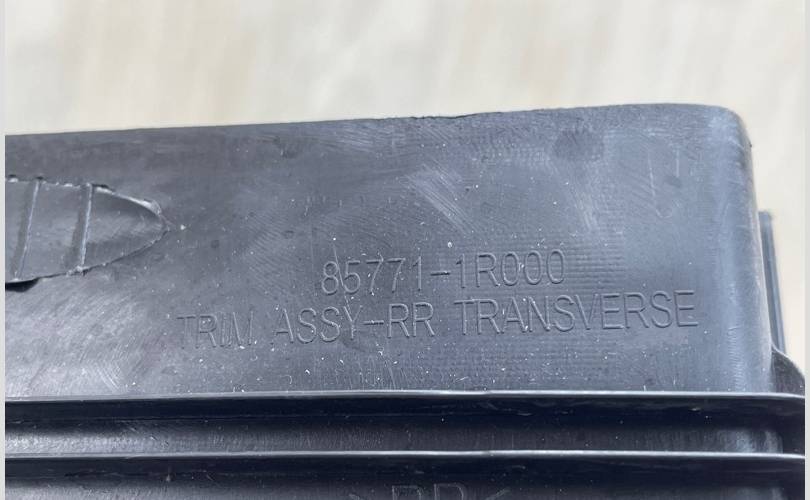 85771-1R000
TRIM ASSY-RR TRANSVERSE